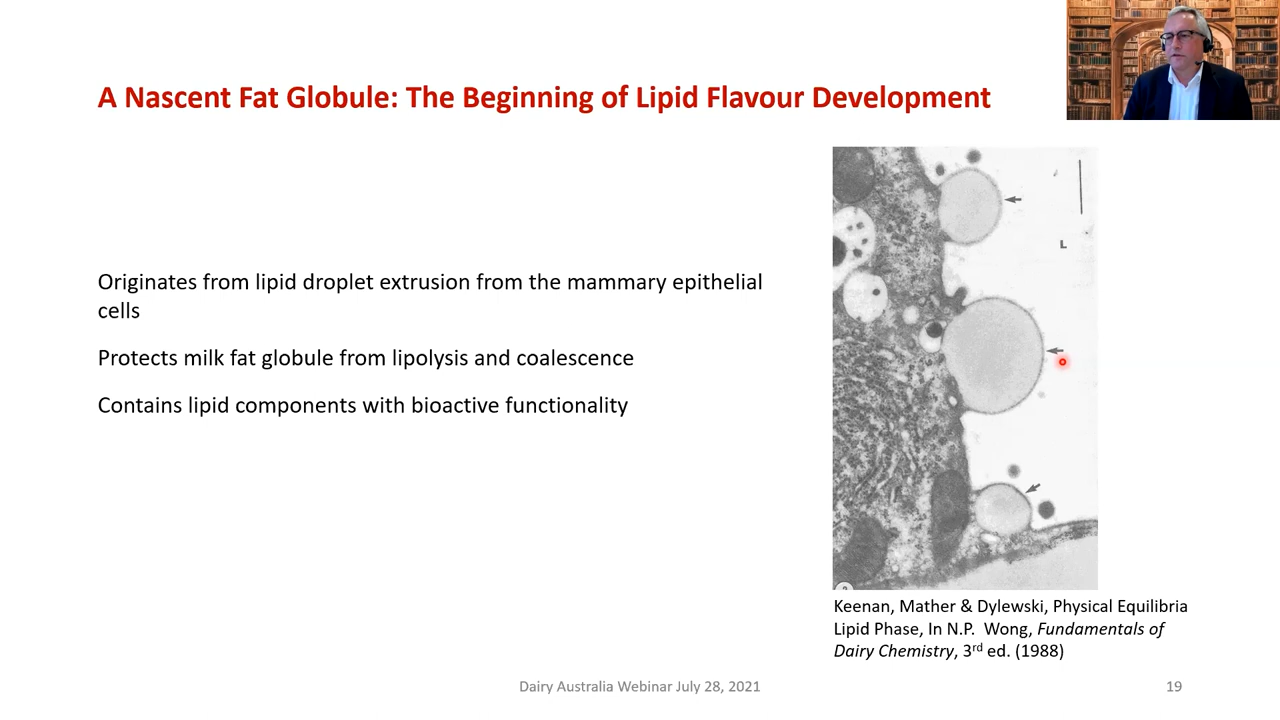 A Nascent Fat Globule: The Beginning of Lipid Flavour Development
L
Originates from lipid droplet extrusion from the mammary epithelial
cells
Protects milk fat globule from lipolysis and coalescence
Contains lipid components with bioactive functionality
Keenan, Mather & Dylewski, Physical Equilibria
Lipid Phase, In N.P. Wong, Fundamentals of
Dairy Chemistry, 3rd ed. (1988)
Dairy Australia Webinar July 28, 2021
19